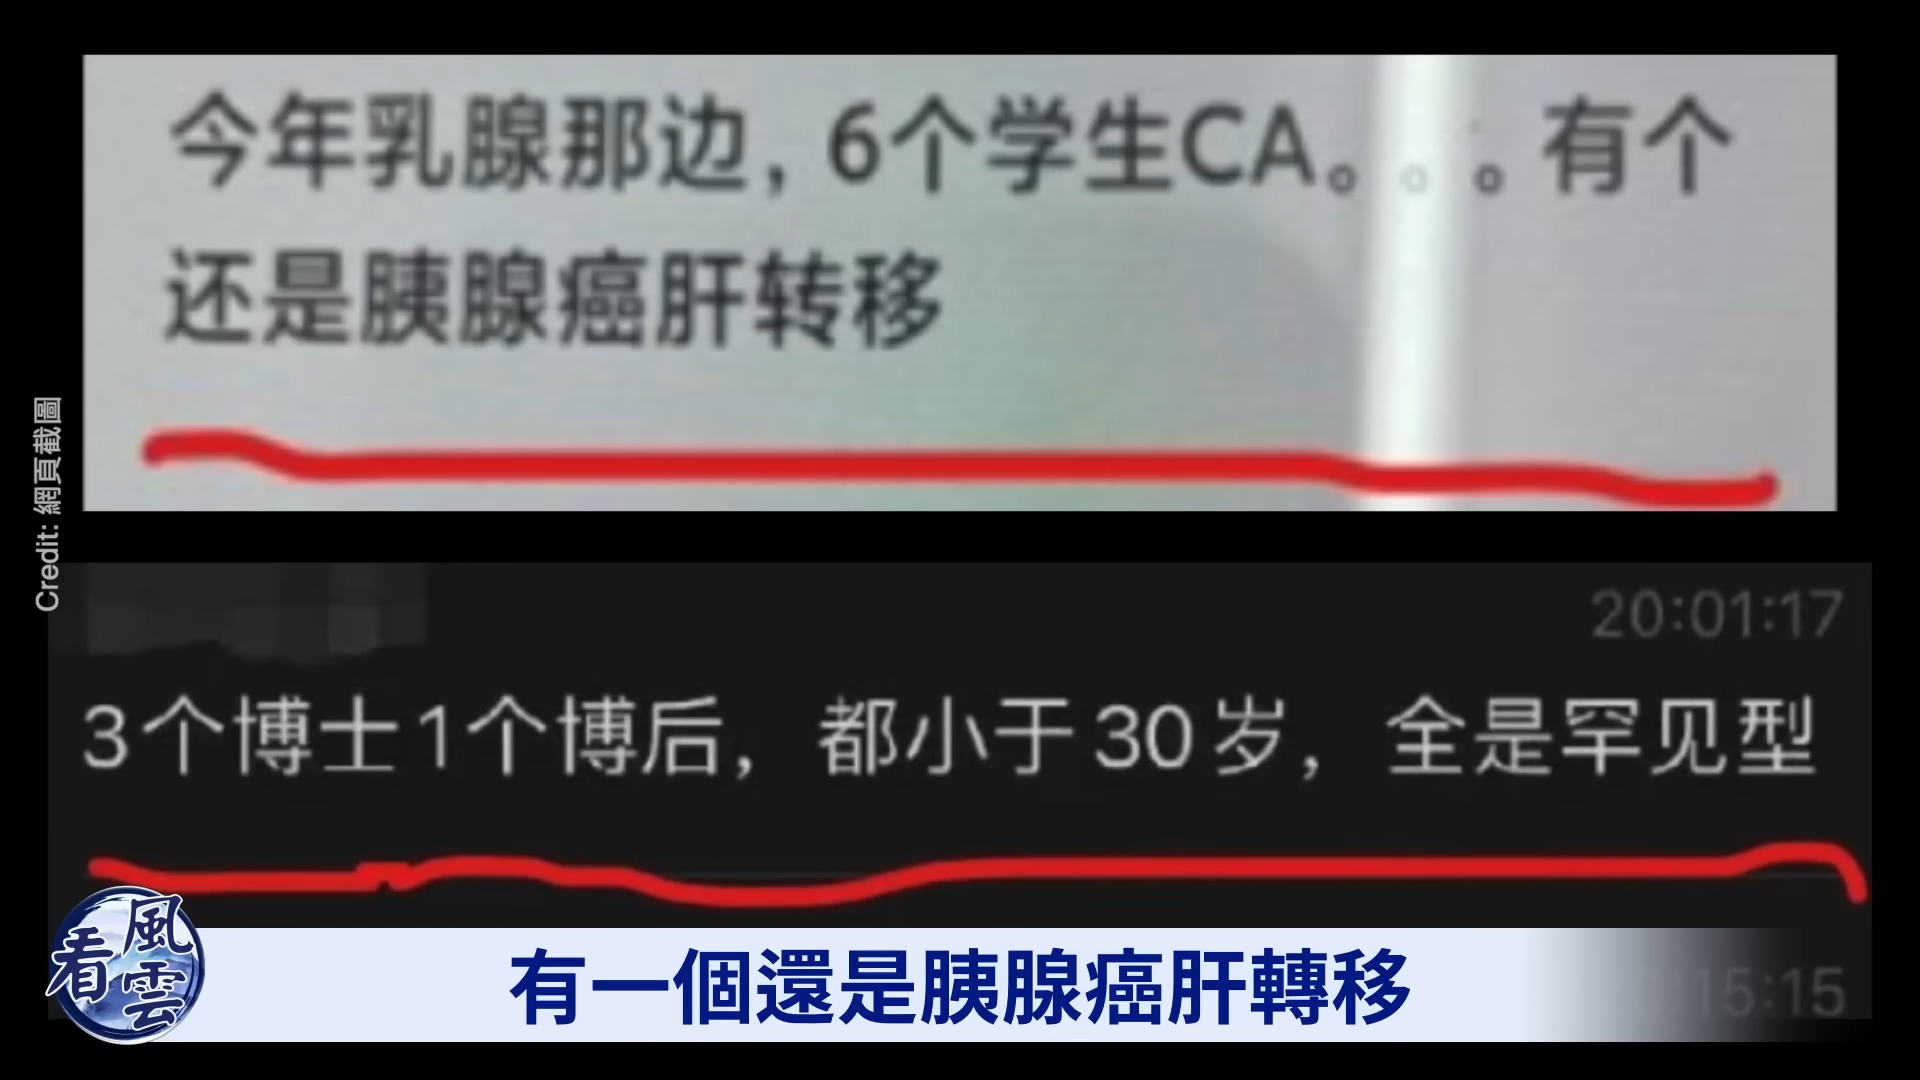 今年乳腺那边，6个学生CA。。。有个
还是胰腺癌肝转移
Credit: 網頁截圖
20:01:17
3个博士1个博后，都小于30岁，全是罕见型
看風雲
有一個還是胰腺癌肝轉移
15:15